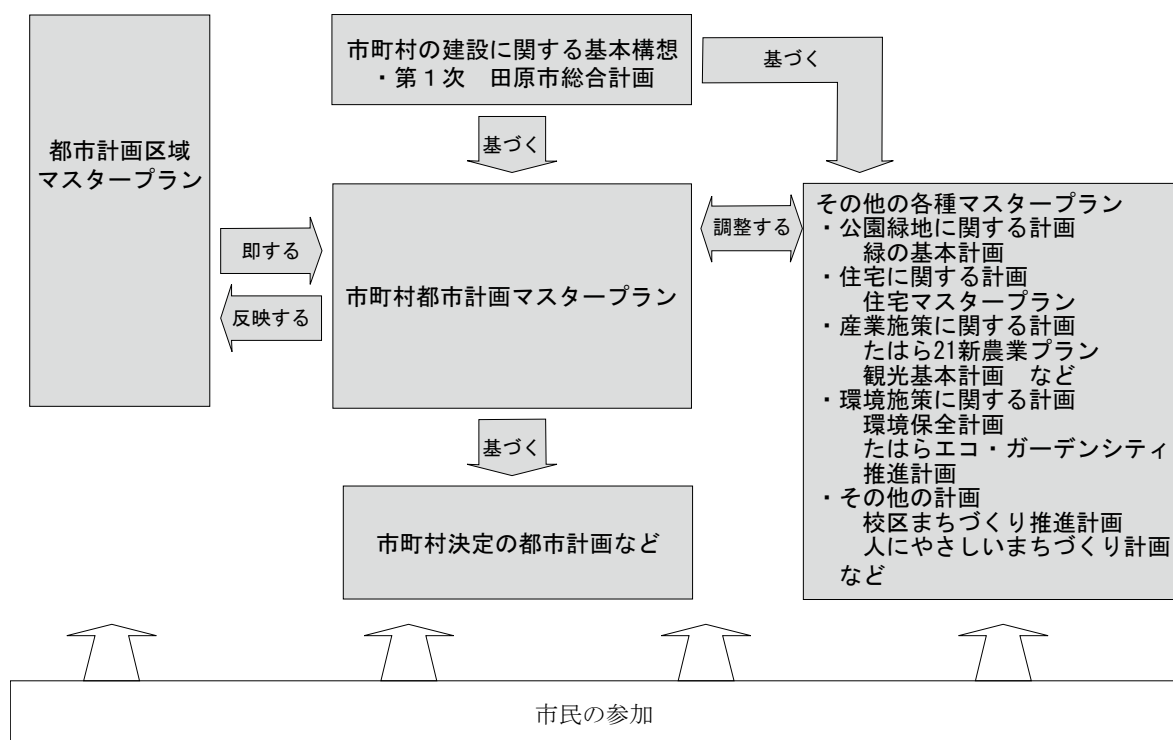 市町村の建設に関する基本構想
・第１次　田原市総合計画
基づく
基づく
都市計画区域
マスタープラン
即する
反映する
市町村都市計画マスタープラン
調整する
その他の各種マスタープラン
・公園緑地に関する計画
緑の基本計画
・住宅に関する計画
住宅マスタープラン
・産業施策に関する計画
たはら21新農業プラン
観光基本計画　など
・環境施策に関する計画
環境保全計画
たはらエコ・ガーデンシティ
推進計画
・その他の計画
校区まちづくり推進計画
人にやさしいまちづくり計画
など
基づく
市町村決定の都市計画など
市民の参加